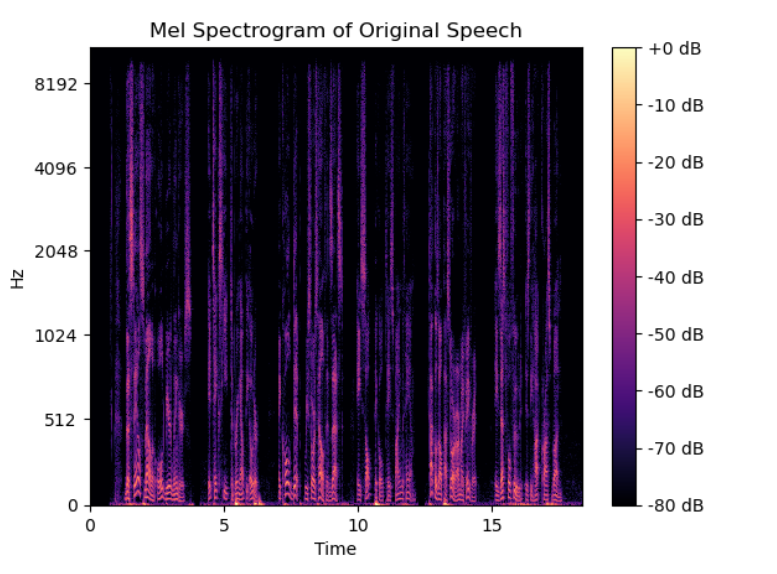 Mel Spectrogram of Original Speech
+0 dB
8192
-10 dB
4096
-20 dB
-30 dB
2048
Hz
-40 dB
1024
-50 dB
-60 dB
512
-70 dB
0
-80 dB
0 5 10 15
Time